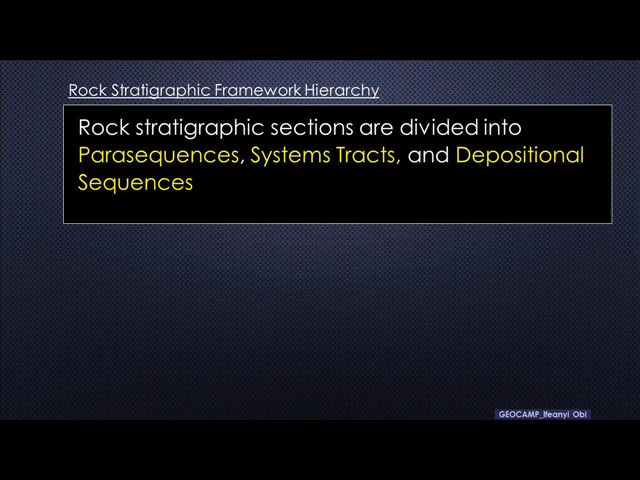 Rock Stratigraphic Framework Hierarchy
Rock stratigraphic sections are divided into
Parasequences, Systems Tracts, and Depositional
Sequences
GEOCAMP_Ifeanyi Obi